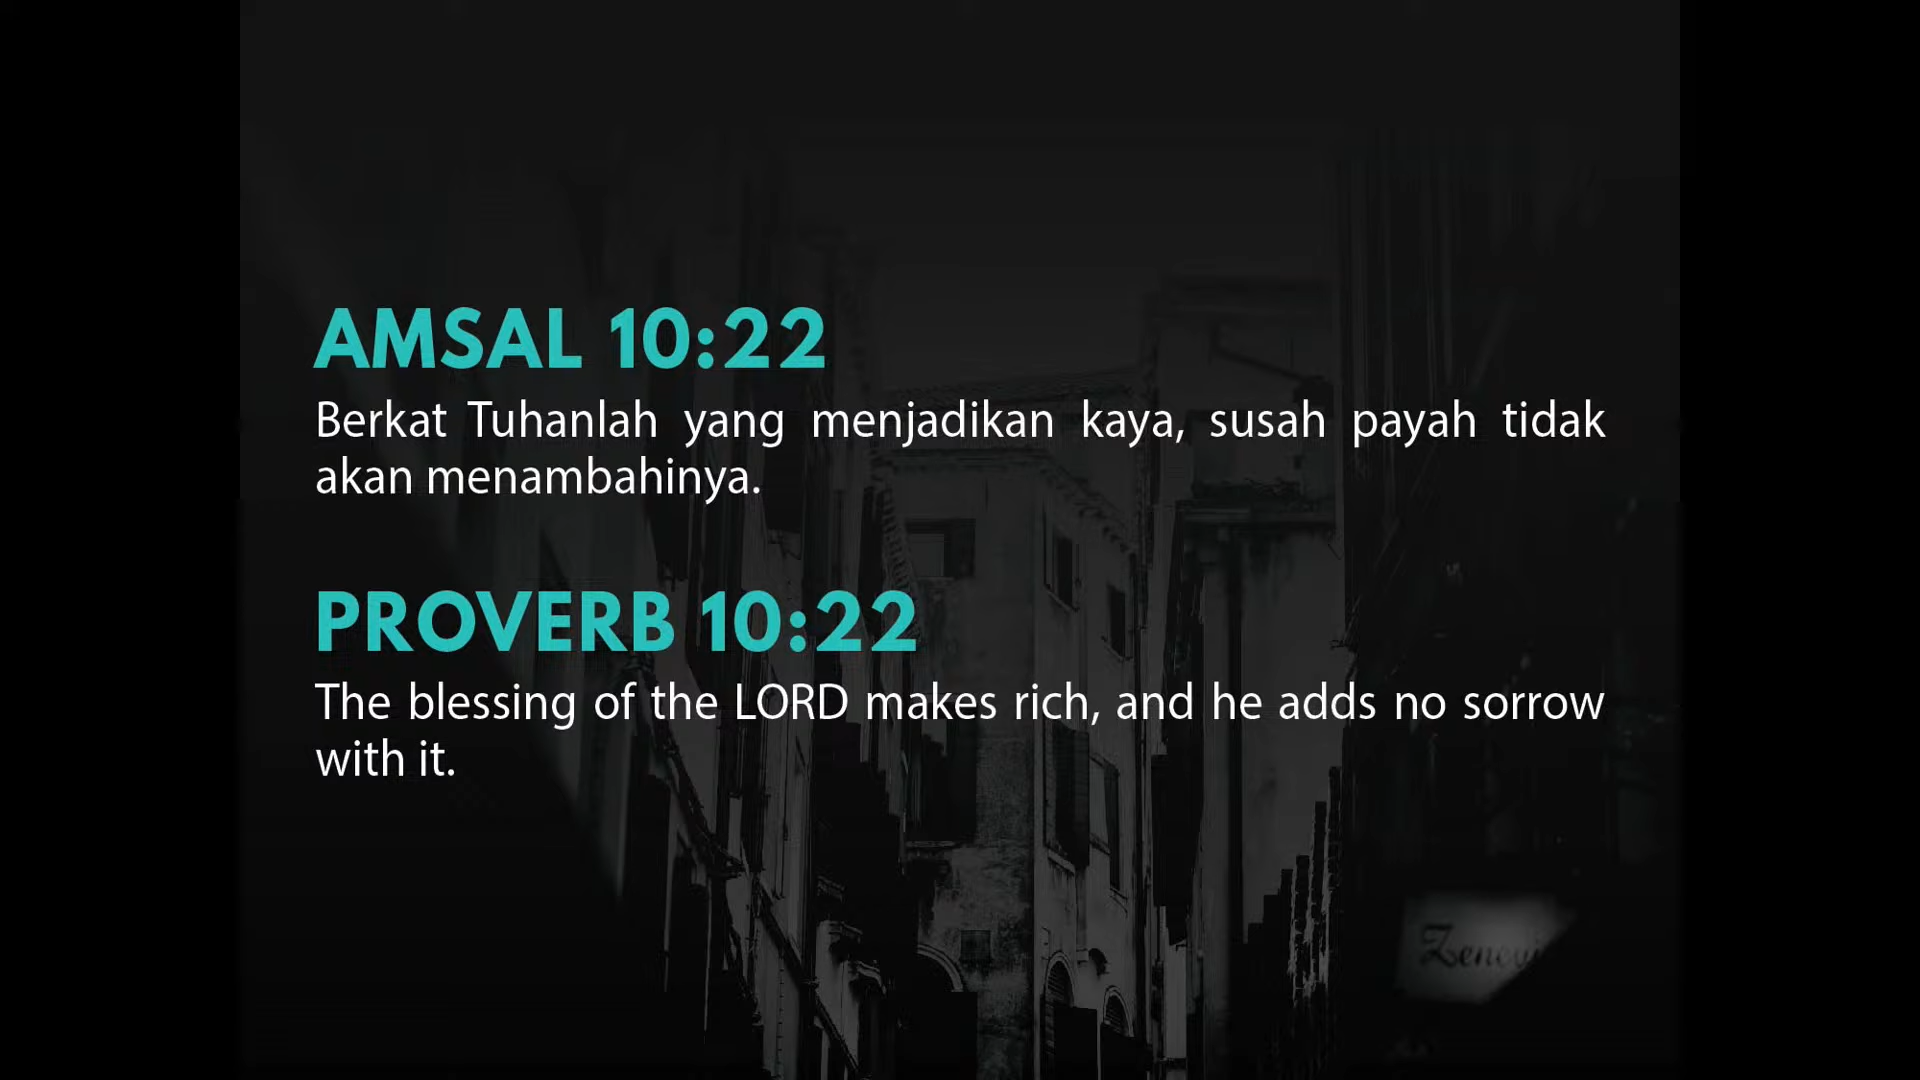 AMSAL 10:22
Berkat Tuhanlah yang menjadikan kaya, susah payah tidak
akan menambahinya.
PROVERB 10:22
The blessing of the LORD makes rich, and he adds no sorrow
with it.